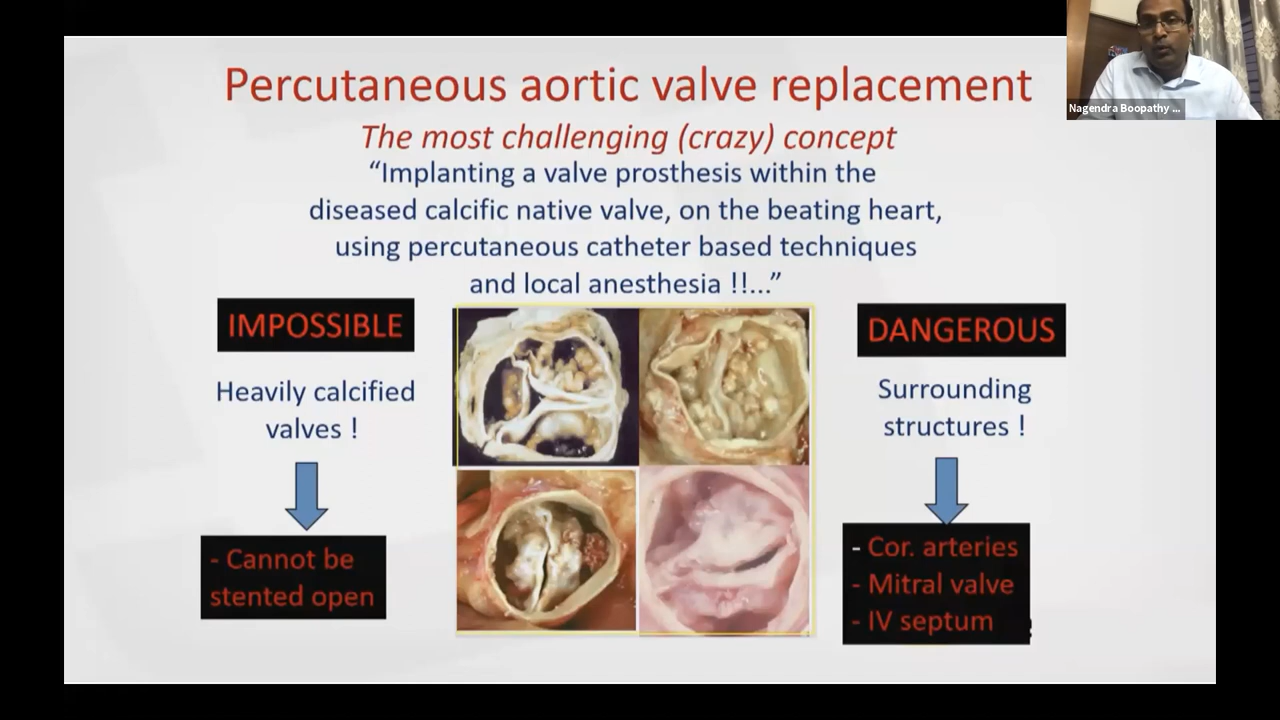 Percutaneous aortic valve replacement
The most challenging (crazy) concept
“Implanting a valve prosthesis within the
diseased calcific native valve, on the beating heart,
using percutaneous catheter based techniques
and local anesthesia !!...”
IMPOSSIBLE
Heavily calcified
valves !
- Cannot be
stented open
DANGEROUS
Surrounding
structures !
- Cor. arteries
- Mitral valve
- IV septum
Nagendra Boopathy ...